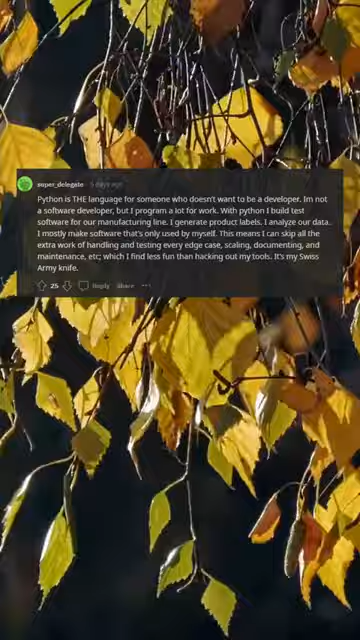 super_delegate · 5 days ago
Python is THE language for someone who doesn't want to be a developer. Im not
a software developer, but I program a lot for work. With python I build test
software for our manufacturing line. I generate product labels. I analyze our data.
I mostly make software that's only used by myself. This means I can skip all the
extra work of handling and testing every edge case, scaling, documenting, and
maintenance, etc; which I find less fun than hacking out my tools. It's my Swiss
Army knife.
25 Reply Share ···